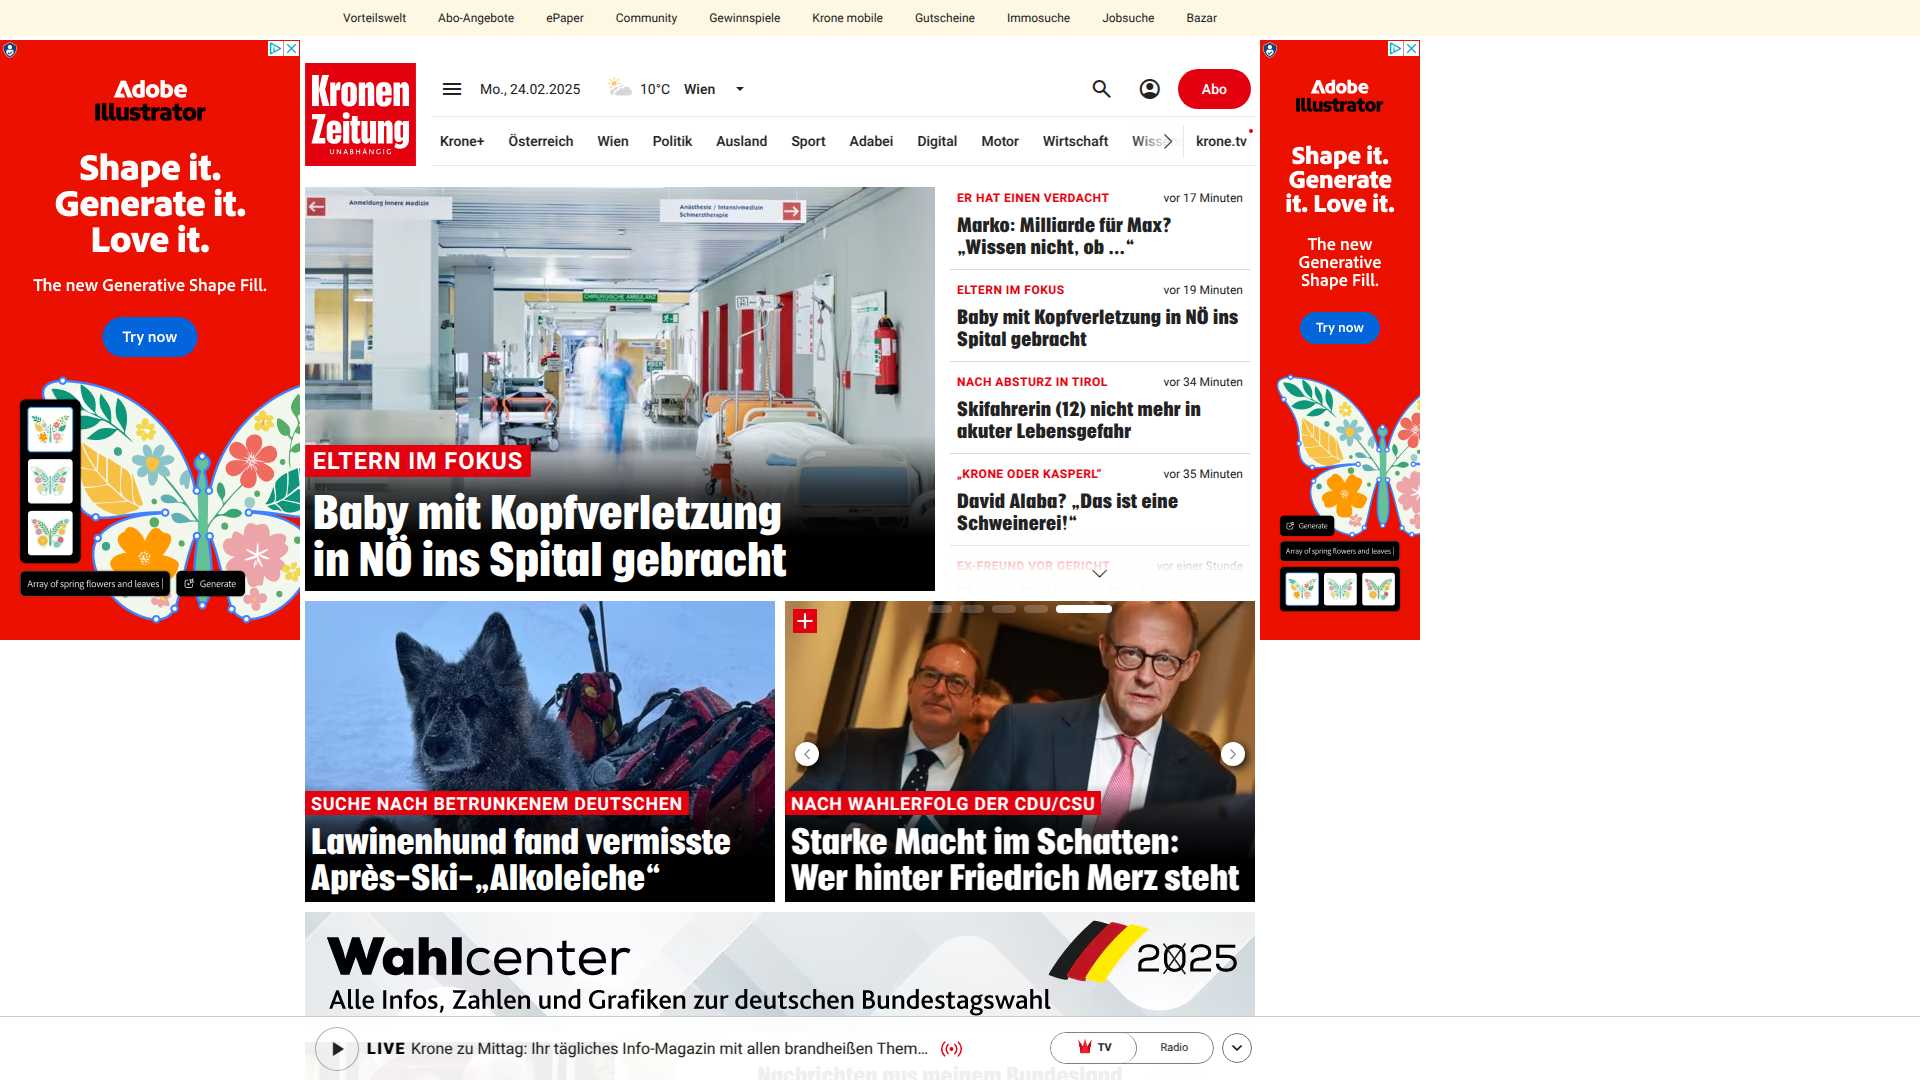 Vorteilswelt Abo-Angebote ePaper Community Gewinnspiele Krone mobile Gutscheine Immosuche Jobsuche Bazar
Adobe
Illustrator
Shape it.
Generate it.
Love it.
The new Generative Shape Fill.
Try now
Array of spring flowers and leaves
Generate
Kronen
Zeitung
UNABHÄNGIG
Mo., 24.02.2025 10°C Wien
Abo
Krone+ Österreich Wien Politik Ausland Sport Adabei Digital Motor Wirtschaft krone.tv
Anmeldung Innere Medizin
Anästhesie / Intensivmedizin
Schmerztherapie
CHIRURGISCHE AMBULANZ
ELTERN IM FOKUS
Baby mit Kopfverletzung
in NÖ ins Spital gebracht
ER HAT EINEN VERDACHT vor 17 Minuten
Marko: Milliarde für Max?
„Wissen nicht, ob ...“
ELTERN IM FOKUS vor 19 Minuten
Baby mit Kopfverletzung in NÖ ins
Spital gebracht
NACH ABSTURZ IN TIROL vor 34 Minuten
Skifahrerin (12) nicht mehr in
akuter Lebensgefahr
„KRONE ODER KASPERL“ vor 35 Minuten
David Alaba? „Das ist eine
Schweinerei!“
EX-FREUND VOR GERICHT vor einer Stunde
SUCHE NACH BETRUNKENEM DEUTSCHEN
Lawinenhund fand vermisste
Après-Ski-„Alkoleiche“
NACH WAHLERFOLG DER CDU/CSU
Starke Macht im Schatten:
Wer hinter Friedrich Merz steht
Wahlcenter
2025
Alle Infos, Zahlen und Grafiken zur deutschen Bundestagswahl
LIVE Krone zu Mittag: Ihr tägliches Info-Magazin mit allen brandheißen Them...
TV Radio
Nachrichten aus meinem Bundesland
Adobe
Illustrator
Shape it.
Generate
it. Love it.
The new
Generative
Shape Fill.
Try now
Generate
Array of spring flowers and leaves